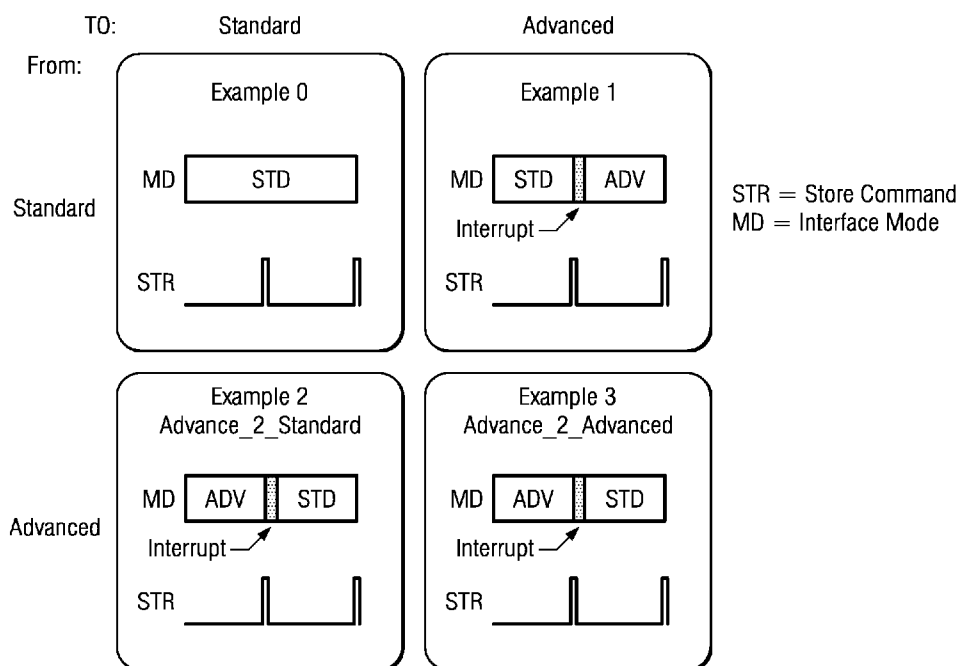 TO: Standard Advanced
From:
Example 0
MD STD
STR
Standard
Example 1
MD STD ADV
Interrupt
STR
STR = Store Command
MD = Interface Mode
Example 2
Advance_2_Standard
MD ADV STD
Interrupt
STR
Advanced
Example 3
Advance_2_Advanced
MD ADV STD
Interrupt
STR